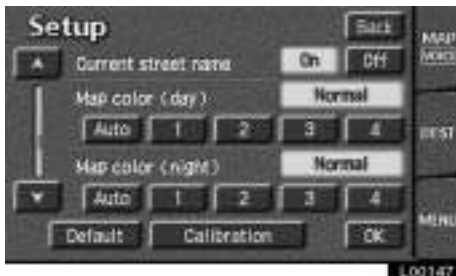 Setup Back
MAP
VOICE
Current street name On Off
Map color (day) Normal
Auto 1 2 3 4
DEST
Map color (night) Normal
Auto 1 2 3 4
MENU
Default Calibration OK
L00147